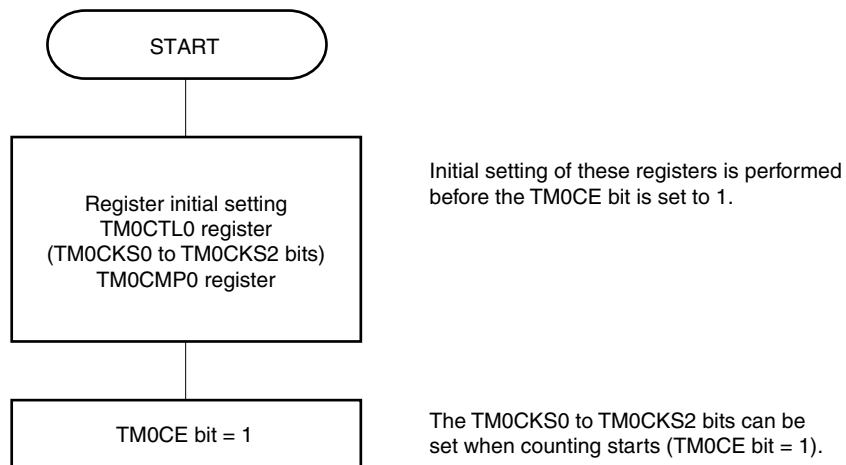 START
Register initial setting
TM0CTL0 register
(TM0CKS0 to TM0CKS2 bits)
TM0CMP0 register
Initial setting of these registers is performed
before the TM0CE bit is set to 1.
TM0CE bit = 1
The TM0CKS0 to TM0CKS2 bits can be
set when counting starts (TM0CE bit = 1).